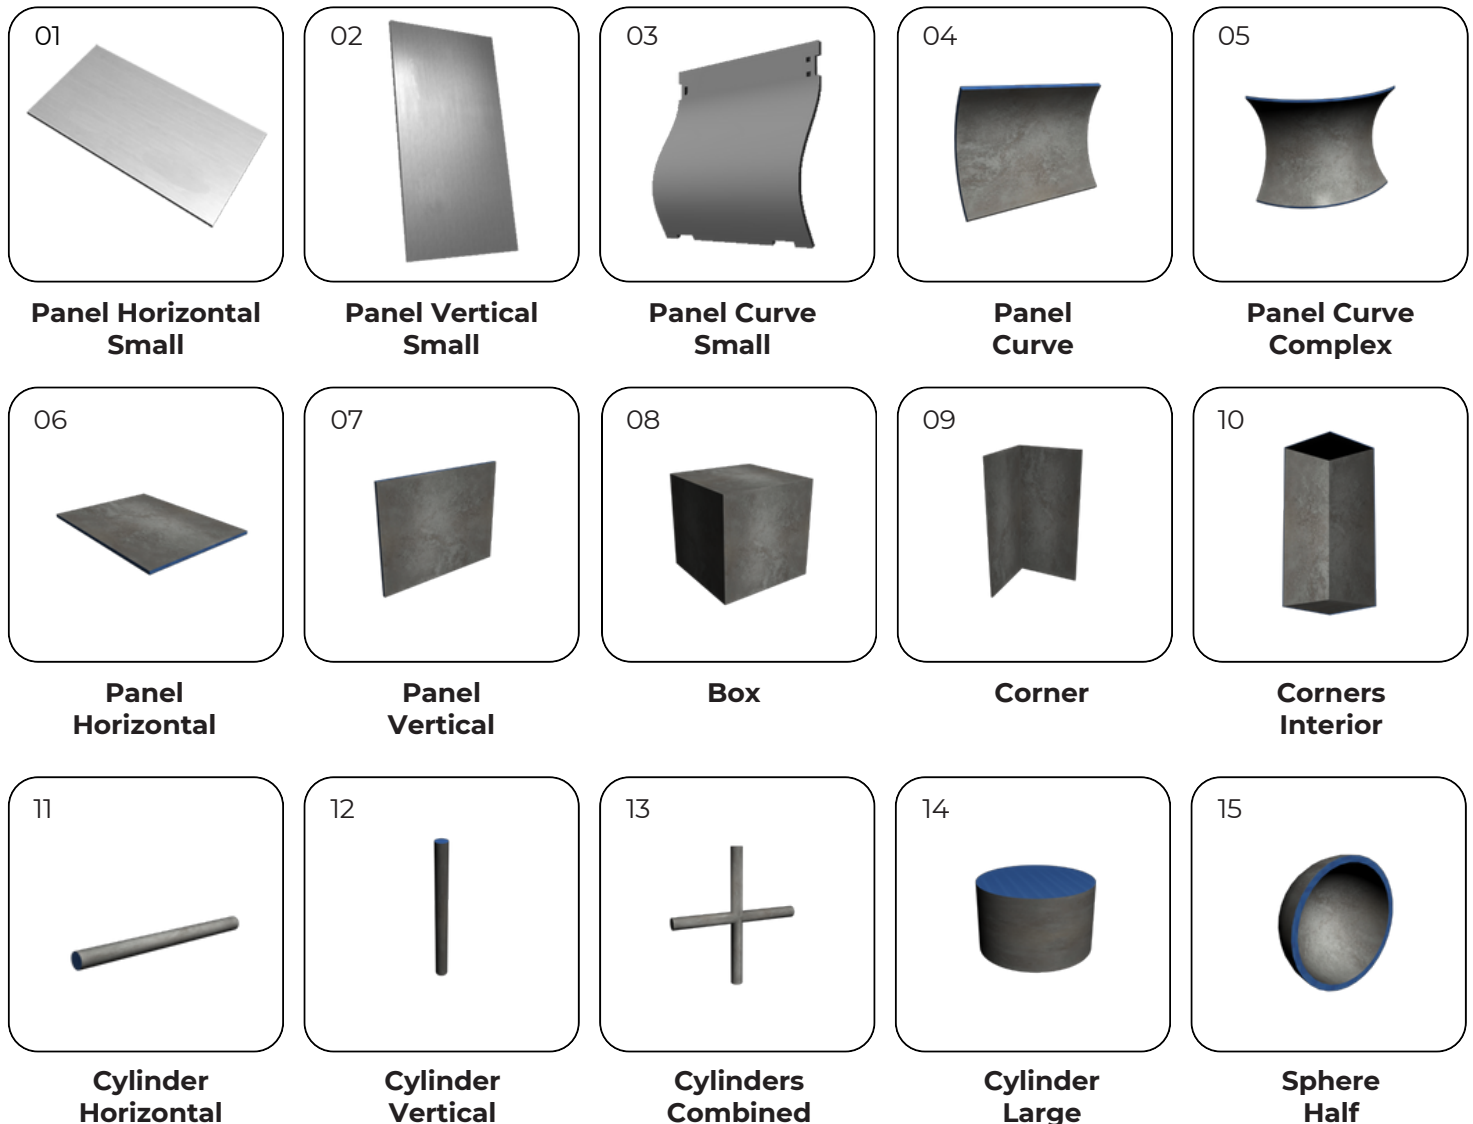 01
02
03
04
05
Panel Horizontal
Small
Panel Vertical
Small
Panel Curve
Small
Panel
Curve
Panel Curve
Complex
06
07
08
09
10
Panel
Horizontal
Panel
Vertical
Box
Corner
Corners
Interior
11
12
13
14
15
Cylinder
Horizontal
Cylinder
Vertical
Cylinders
Combined
Cylinder
Large
Sphere
Half